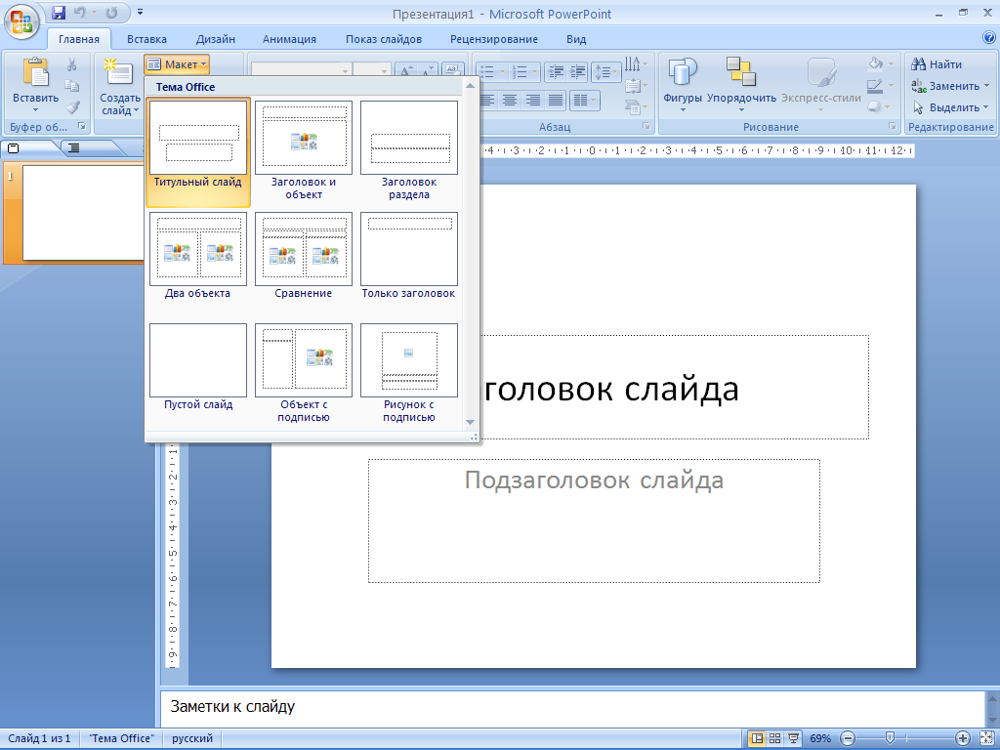 Презентация1 - Microsoft PowerPoint
Главная Вставка Дизайн Анимация Показ слайдов Рецензирование Вид
Вставить
Буфер об...
Создать
слайд
Макет
Абзац
Фигуры Упорядочить Экспресс-стили
Рисование
Найти
Заменить
Выделить
Редактирование
Тема Office
Титульный слайд
Заголовок и
объект
Заголовок
раздела
Два объекта
Сравнение
Только заголовок
Пустой слайд
Объект с
подписью
Рисунок с
подписью
4 3 2 1 0 1 2 3 4 5 6 7 8 9 10 11 12
1
1 2 3 4 5 6 7 8 9
головок слайда
Подзаголовок слайда
Заметки к слайду
Слайд 1 из 1 "Тема Office" русский 69%